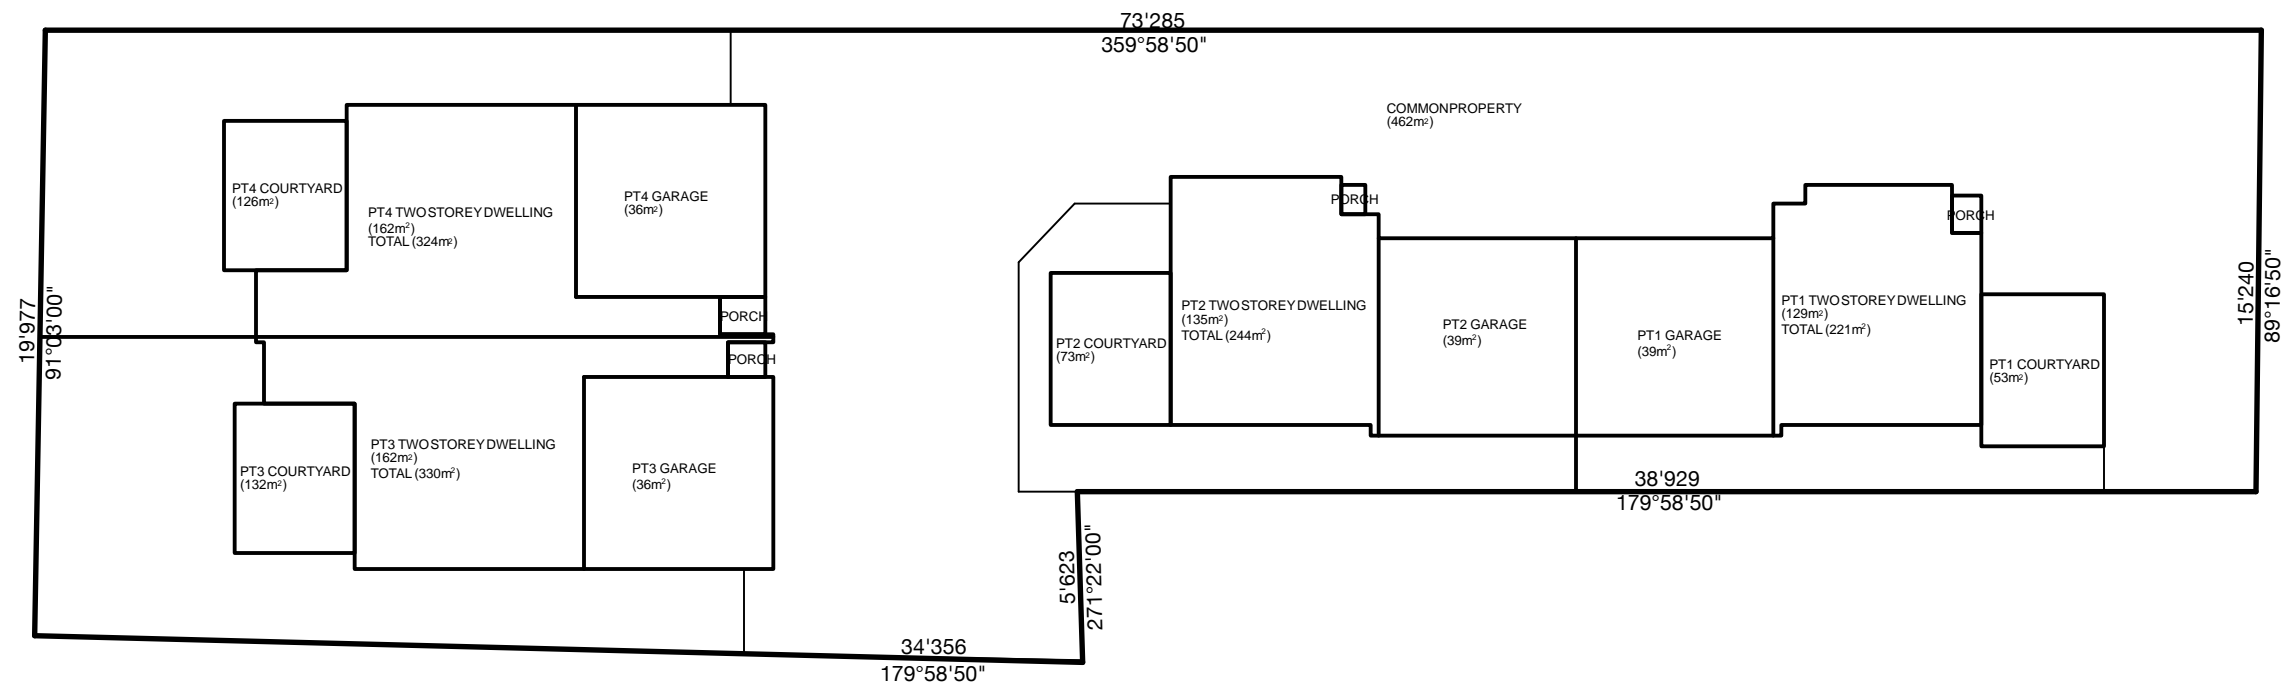 73'285
359°58'50"
COMMONPROPERTY
(462m²)
PT4 COURTYARD
(126m²)
PT4 TWO STOREY DWELLING
(162m²)
TOTAL (324m²)
PT4 GARAGE
(36m²)
PORCH
PORCH
PORCH
PORCH
19'977
91°03'00"
PT3 COURTYARD
(132m²)
PT3 TWO STOREY DWELLING
(162m²)
TOTAL (330m²)
PT3 GARAGE
(36m²)
PT2 COURTYARD
(73m²)
PT2 TWO STOREY DWELLING
(135m²)
TOTAL (244m²)
PT2 GARAGE
(39m²)
PT1 GARAGE
(39m²)
PT1 TWO STOREY DWELLING
(129m²)
TOTAL (221m²)
PT1 COURTYARD
(53m²)
15'240
89°16'50"
38'929
179°58'50"
5'623
271°22'00"
34'356
179°58'50"